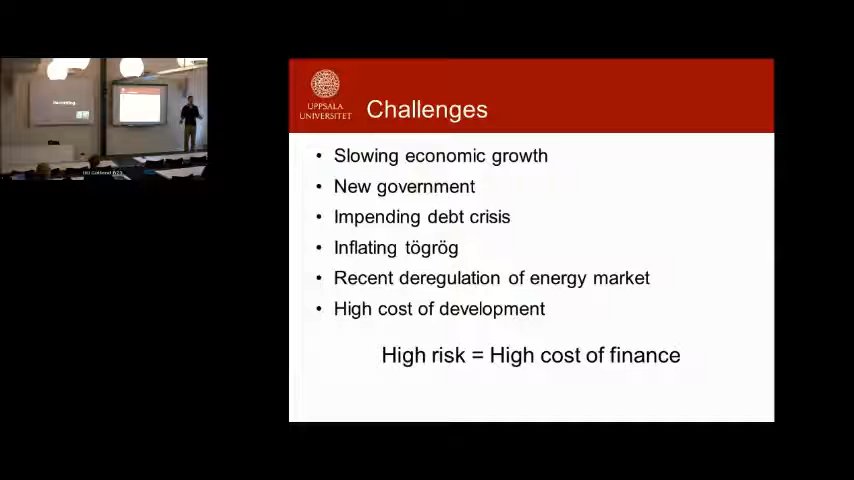 UPPSALA
UNIVERSITET
Challenges
• Slowing economic growth
• New government
• Impending debt crisis
• Inflating tögrög
• Recent deregulation of energy market
• High cost of development
High risk = High cost of finance